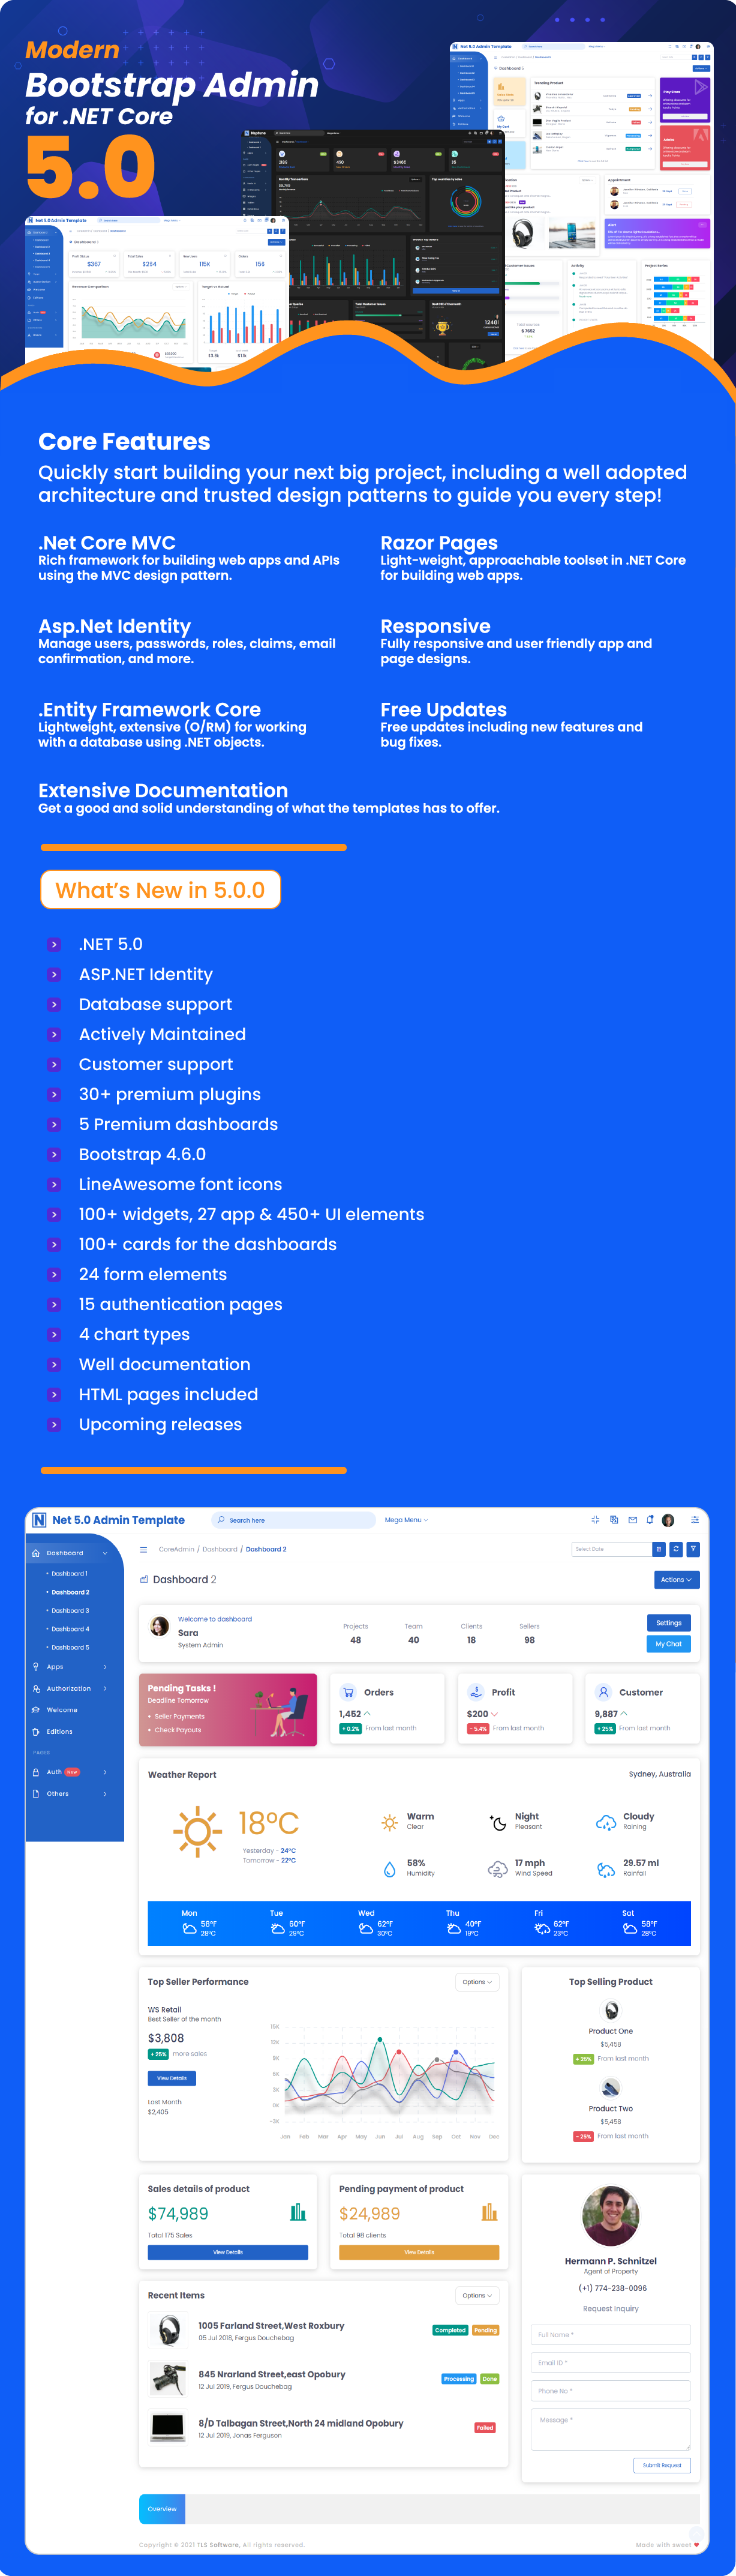 Modern
Bootstrap Admin
for .NET Core
5.0
Core Features
Quickly start building your next big project, including a well adopted
architecture and trusted design patterns to guide you every step!
.Net Core MVC
Rich framework for building web apps and APIs
using the MVC design pattern.
Razor Pages
Light-weight, approachable toolset in .NET Core
for building web apps.
Asp.Net Identity
Manage users, passwords, roles, claims, email
confirmation, and more.
Responsive
Fully responsive and user friendly app and
page designs.
.Entity Framework Core
Lightweight, extensive (O/RM) for working
with a database using .NET objects.
Free Updates
Free updates including new features and
bug fixes.
Extensive Documentation
Get a good and solid understanding of what the templates has to offer.
What's New in 5.0.0
.NET 5.0
ASP.NET Identity
Database support
Actively Maintained
Customer support
30+ premium plugins
5 Premium dashboards
Bootstrap 4.6.0
LineAwesome font icons
100+ widgets, 27 app & 450+ UI elements
100+ cards for the dashboards
24 form elements
15 authentication pages
4 chart types
Well documentation
HTML pages included
Upcoming releases
N Net 5.0 Admin Template
Search here
Mega Menu
Dashboard
Dashboard 1
Dashboard 2
Dashboard 3
Dashboard 4
Dashboard 5
Apps
Authorization
Welcome
Editions
PAGES
Auth New
Others
CoreAdmin / Dashboard / Dashboard 2
Select Date
Dashboard 2
Actions
Welcome to dashboard
Sara
System Admin
Projects
48
Team
40
Clients
18
Sellers
98
Settings
My Chat
Pending Tasks !
Deadline Tomorrow
Seller Payments
Check Payouts
Orders
1,452
+ 0.2% From last month
Profit
$200
- 5.4% From last month
Customer
9,887
+ 25% From last month
Weather Report
Sydney, Australia
18°C
Yesterday - 24°C
Tomorrow - 22°C
Warm
Clear
Night
Pleasant
Cloudy
Raining
58%
Humidity
17 mph
Wind Speed
29.57 ml
Rainfall
Mon
58°F
28°C
Tue
60°F
29°C
Wed
62°F
30°C
Thu
40°F
19°C
Fri
62°F
23°C
Sat
58°F
28°C
Top Seller Performance
Options
WS Retail
Best Seller of the month
$3,808
+ 25% more sales
View Details
Last Month
$2,405
15K
12K
9K
6K
3K
0K
-3K
Jan Feb Mar Apr May Jun Jul Aug Sep Oct Nov Dec
Top Selling Product
Product One
$5,458
+ 25% From last month
Product Two
$5,458
- 25% From last month
Sales details of product
$74,989
Total 175 Sales
View Details
Pending payment of product
$24,989
Total 98 clients
View Details
Hermann P. Schnitzel
Agent of Property
(+1) 774-238-0096
Request Inquiry
Full Name *
Email ID *
Phone No *
Message *
Submit Request
Recent Items
Options
1005 Farland Street,West Roxbury
05 Jul 2018, Fergus Douchebag
Completed Pending
845 Nrarland Street,east Opobury
12 Jul 2019, Fergus Douchebag
Processing Done
8/D Talbagan Street,North 24 midland Opobury
12 Jul 2019, Jonas Ferguson
Failed
Overview
Copyright © 2021 TLS Software, All rights reserved.
Made with sweet